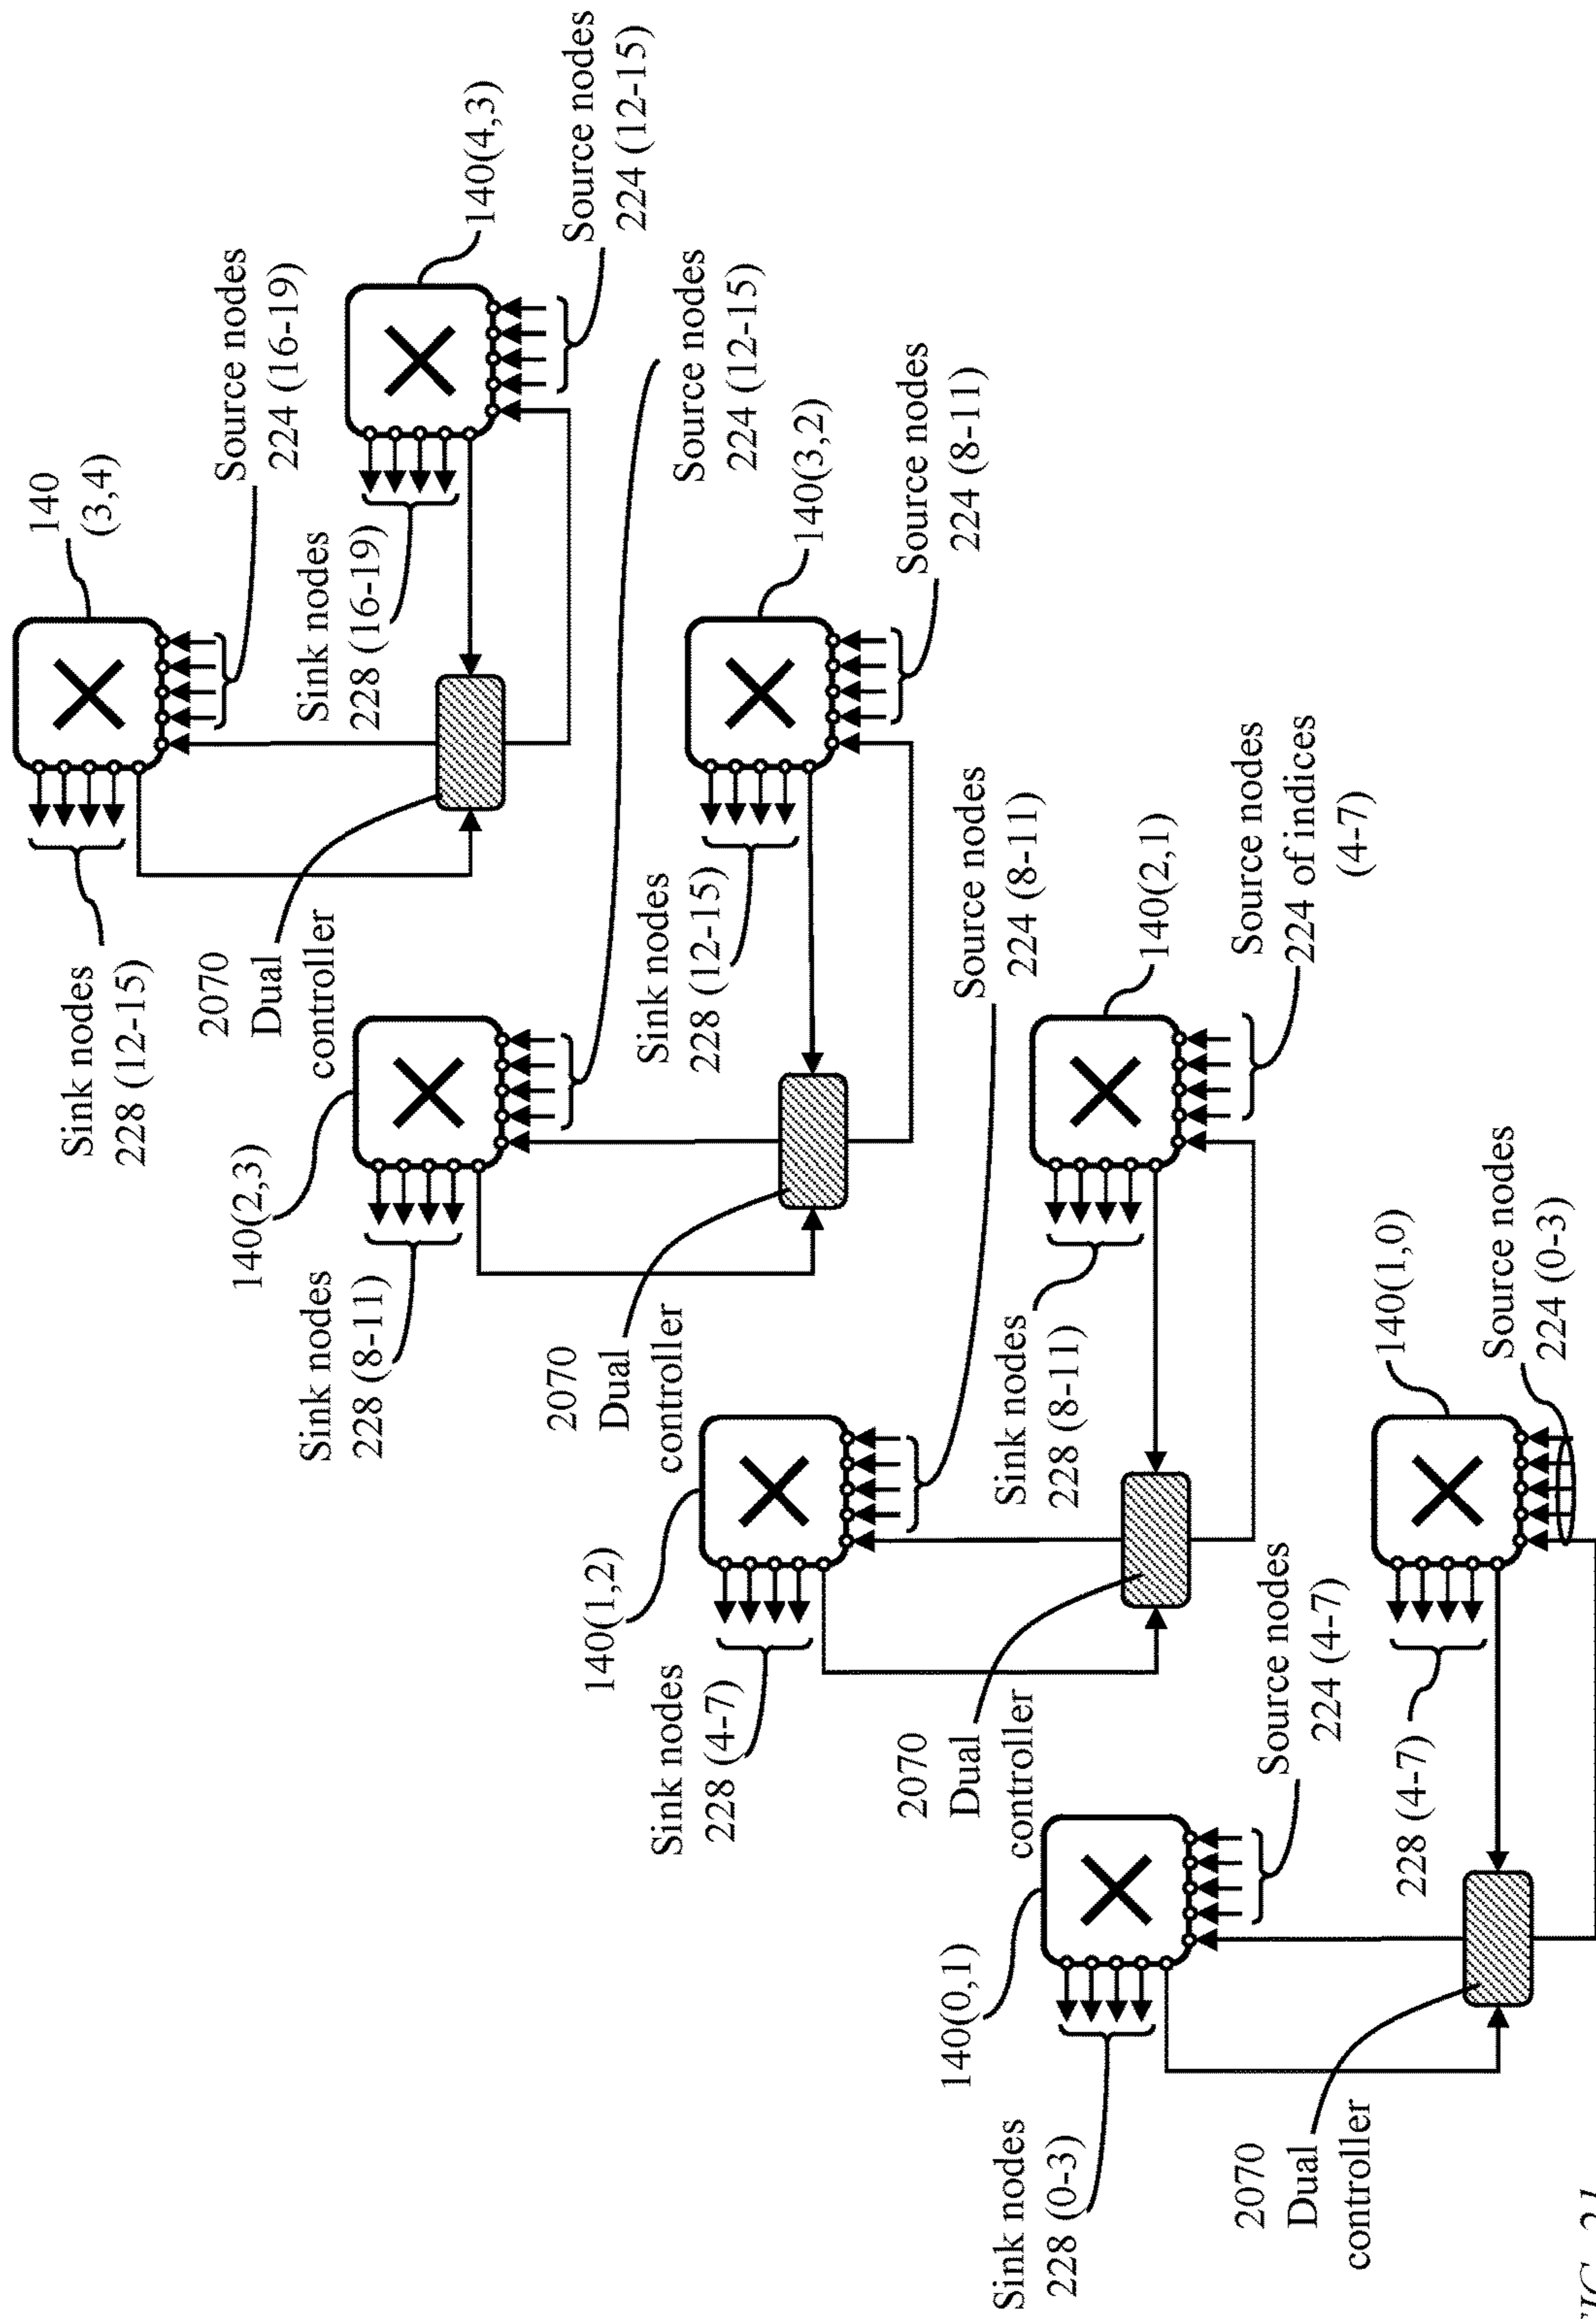 140
(3,4)
Sink nodes
228 (12-15)
2070
Dual
controller
Source nodes
224 (16-19)
140(2,3)
Sink nodes
228 (8-11)
Sink nodes
228 (16-19)
140(4,3)
2070
Dual
controller
Source nodes
224 (12-15)
140(1,2)
Sink nodes
228 (4-7)
Sink nodes
228 (12-15)
Source nodes
224 (12-15)
140(3,2)
2070
Dual
controller
Source nodes
224 (8-11)
140(0,1)
Source nodes
224 (8-11)
Sink nodes
228 (0-3)
Sink nodes
228 (8-11)
140(2,1)
2070
Dual
controller
Source nodes
224 of indices
(4-7)
Source nodes
224 (4-7)
140(1,0)
228 (4-7)
Source nodes
224 (0-3)
FIG. 21